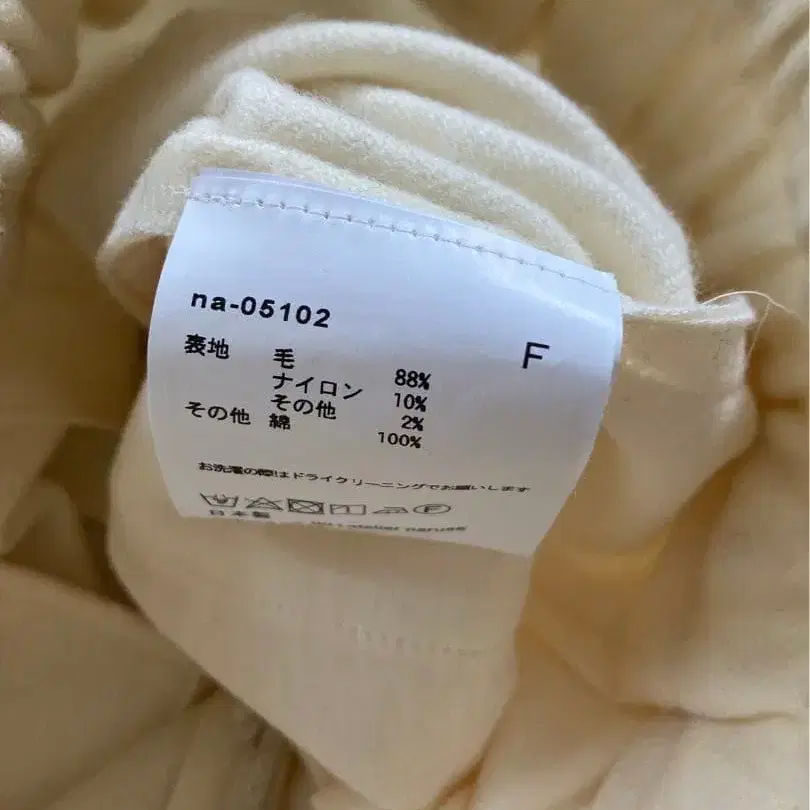 na-05102
F
表地 毛 88%
ナイロン 10%
その他 2%
その他 綿 100%
お洗濯の際はドライクリーニングでお願いします
F
日本製 atelier naruse